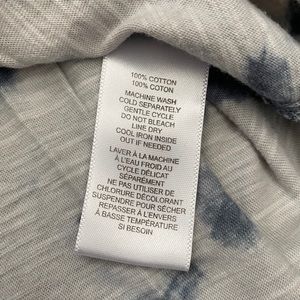 100% COTTON
100% COTON
MACHINE WASH
COLD SEPARATELY
GENTLE CYCLE
DO NOT BLEACH
LINE DRY
COOL IRON INSIDE
OUT IF NEEDED
LAVER À LA MACHINE
À L'EAU FROID AU
CYCLE DÉLICAT
SÉPARÉMENT
NE PAS UTILISER DE
CHLORURE DÉCOLORANT
SUSPENDRE POUR SÉCHER
REPASSER À L'ENVERS
À BASSE TEMPÉRATURE
SI BESOIN